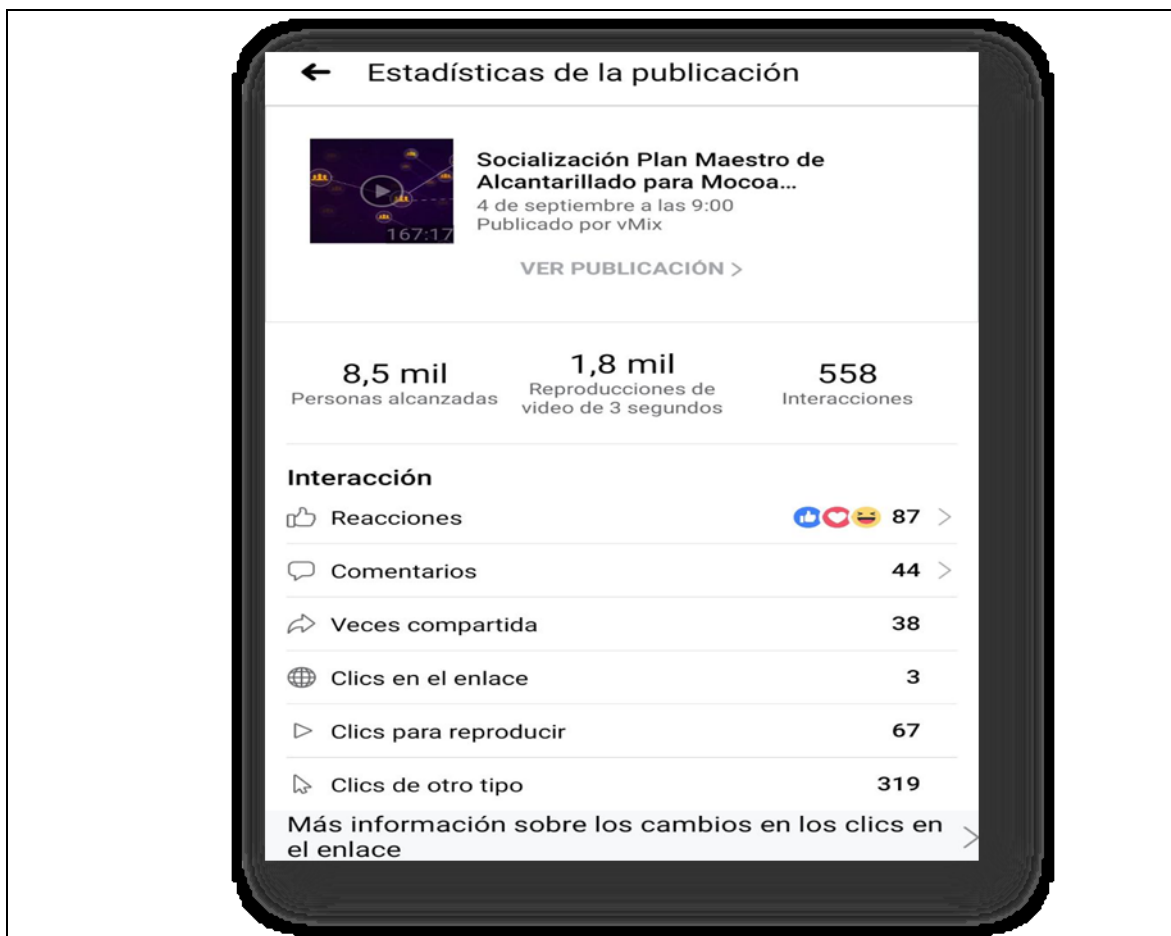 Estadísticas de la publicación
Socialización Plan Maestro de
Alcantarillado para Mocoa...
4 de septiembre a las 9:00
Publicado por vMix
167:17
VER PUBLICACIÓN >
8,5 mil
Personas alcanzadas
1,8 mil
Reproducciones de
video de 3 segundos
558
Interacciones
Interacción
Reacciones 87
Comentarios 44
Veces compartida 38
Clics en el enlace 3
Clics para reproducir 67
Clics de otro tipo 319
Más información sobre los cambios en los clics en
el enlace